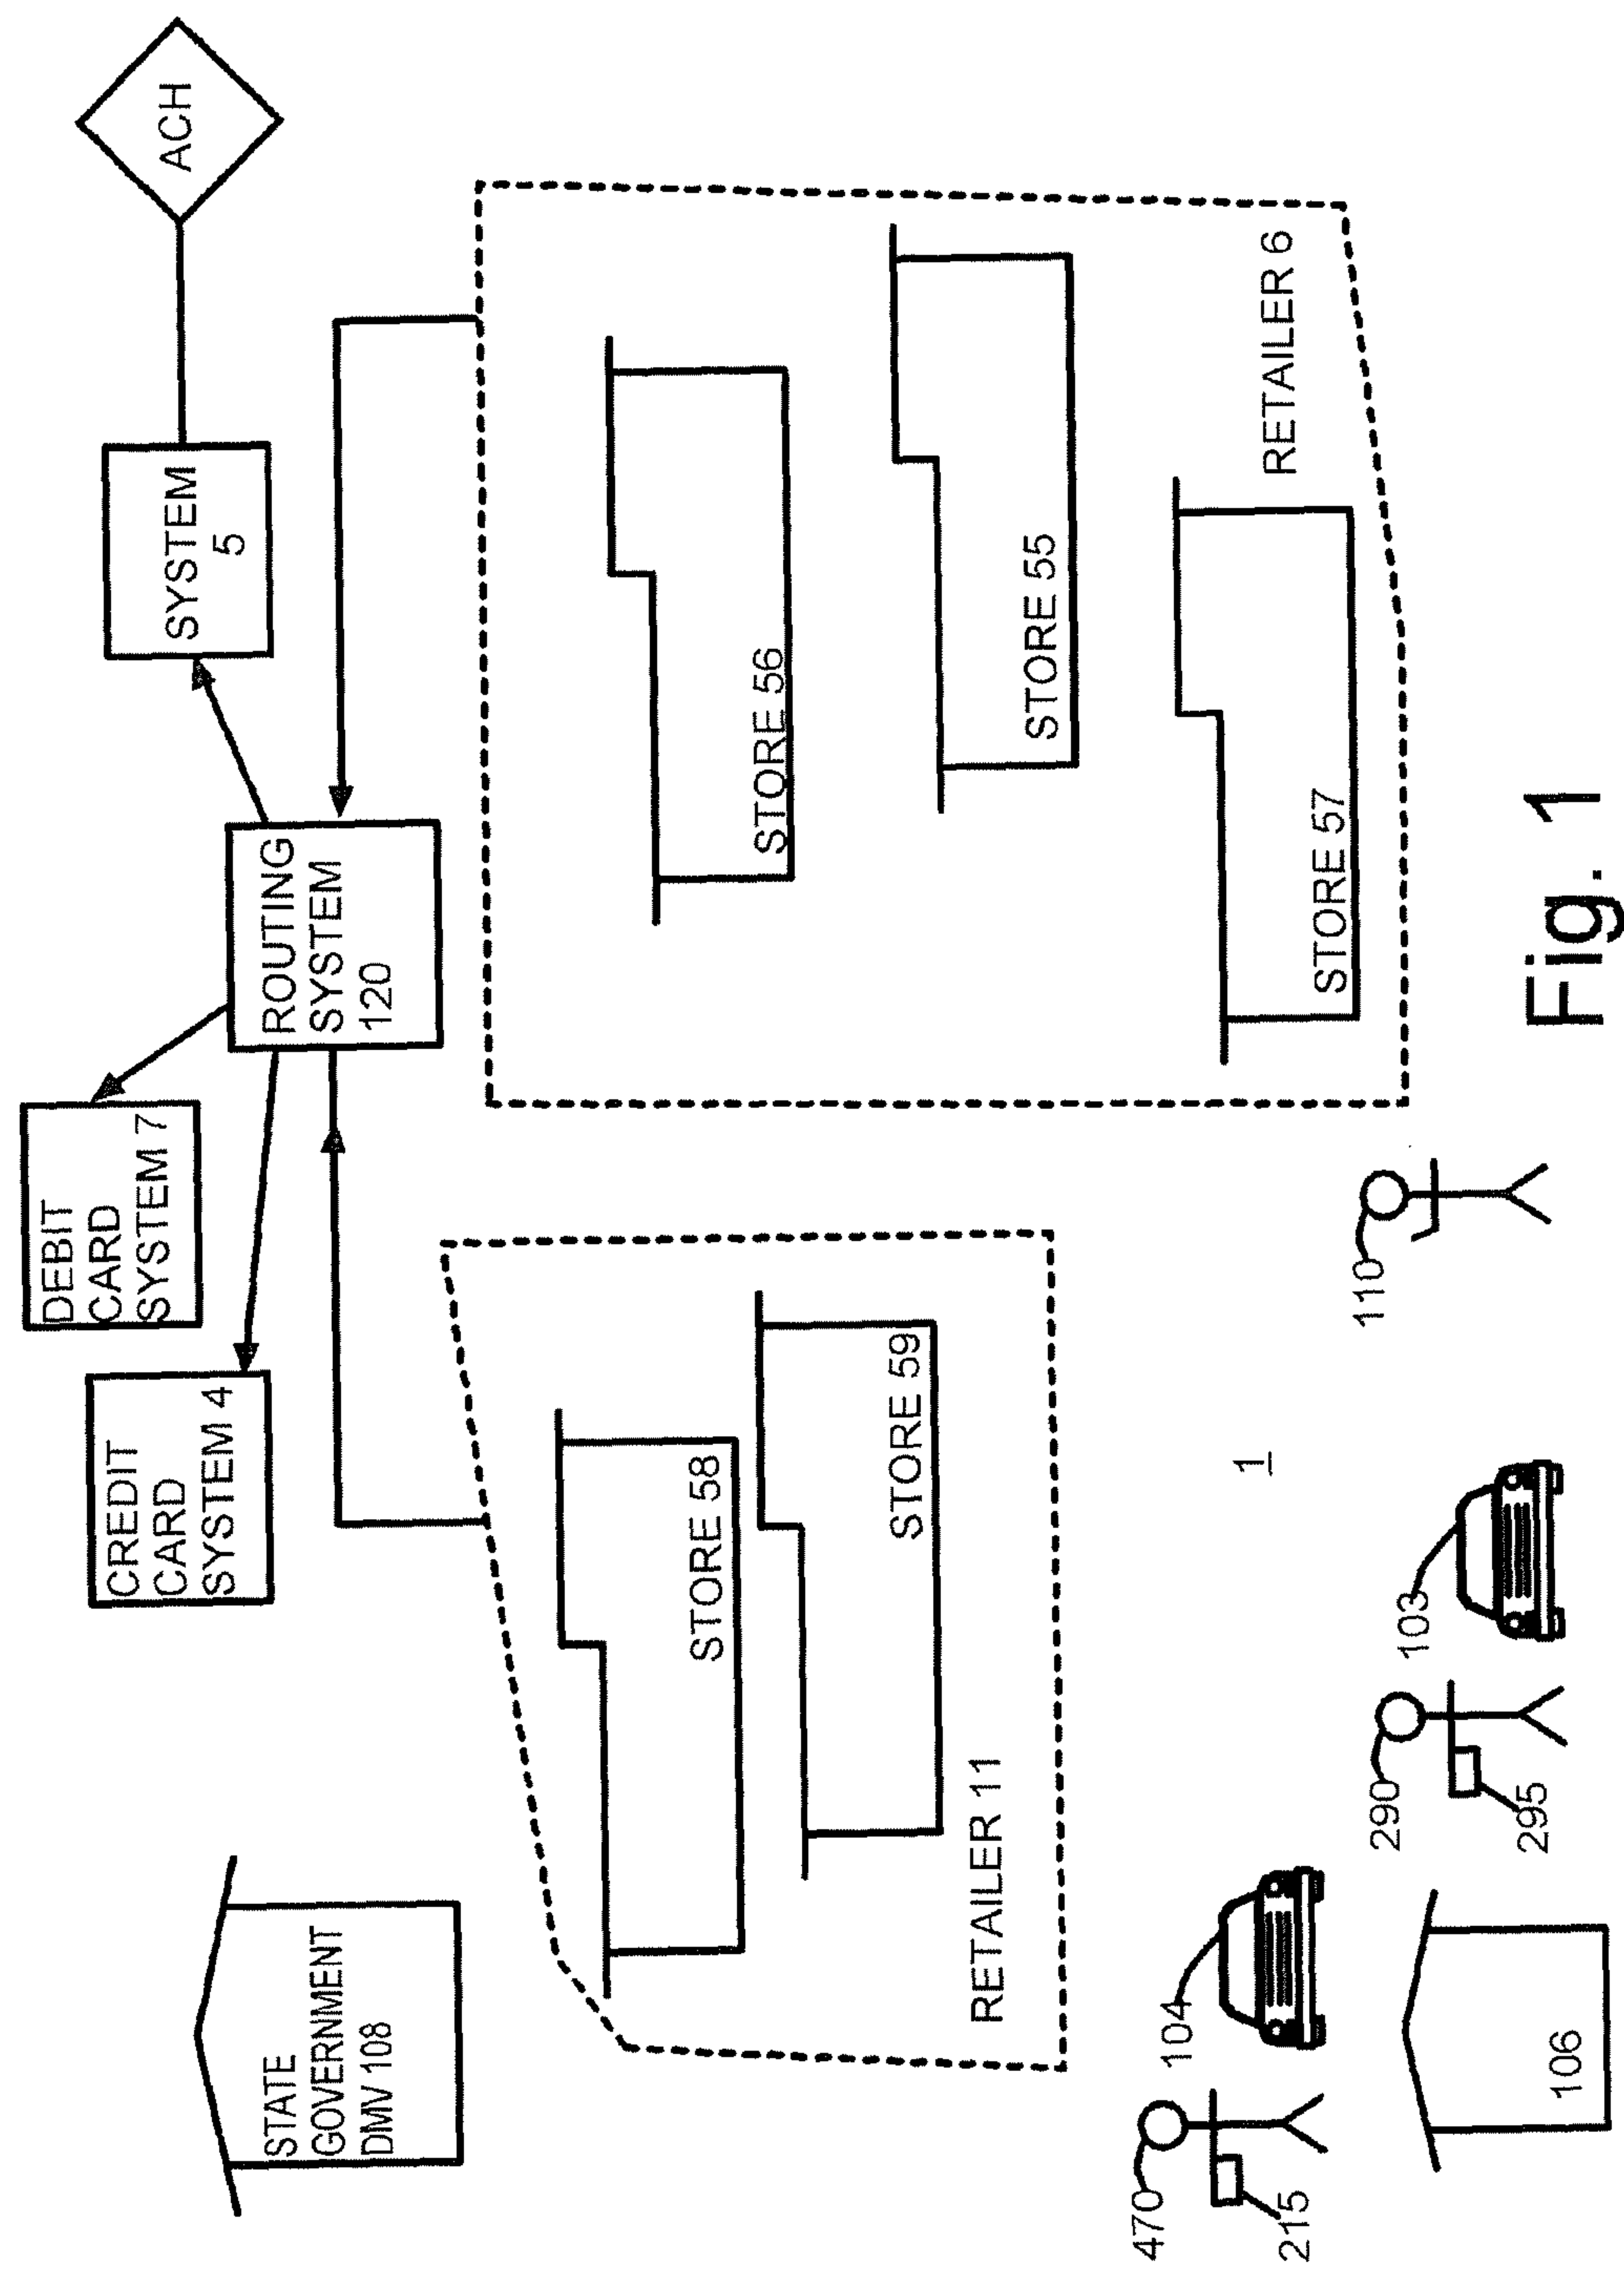 STATE
GOVERNMENT
DMV 108
CREDIT
CARD
SYSTEM 4
DEBIT
CARD
SYSTEM 7
ROUTING
SYSTEM
120
SYSTEM
5
ACH
STORE 58
STORE 59
RETAILER 11
STORE 56
STORE 55
STORE 57
RETAILER 6
470
215
104
106
290
295
103
1
110
Fig. 1